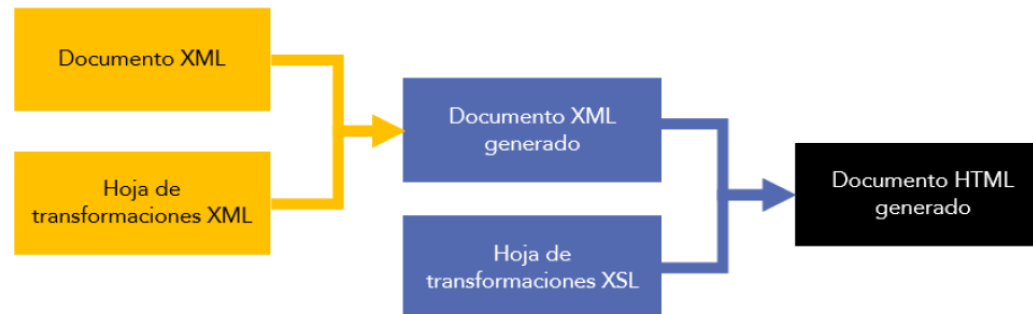 Documento XML
Hoja de
transformaciones XML
Documento XML
generado
Hoja de
transformaciones XSL
Documento HTML
generado